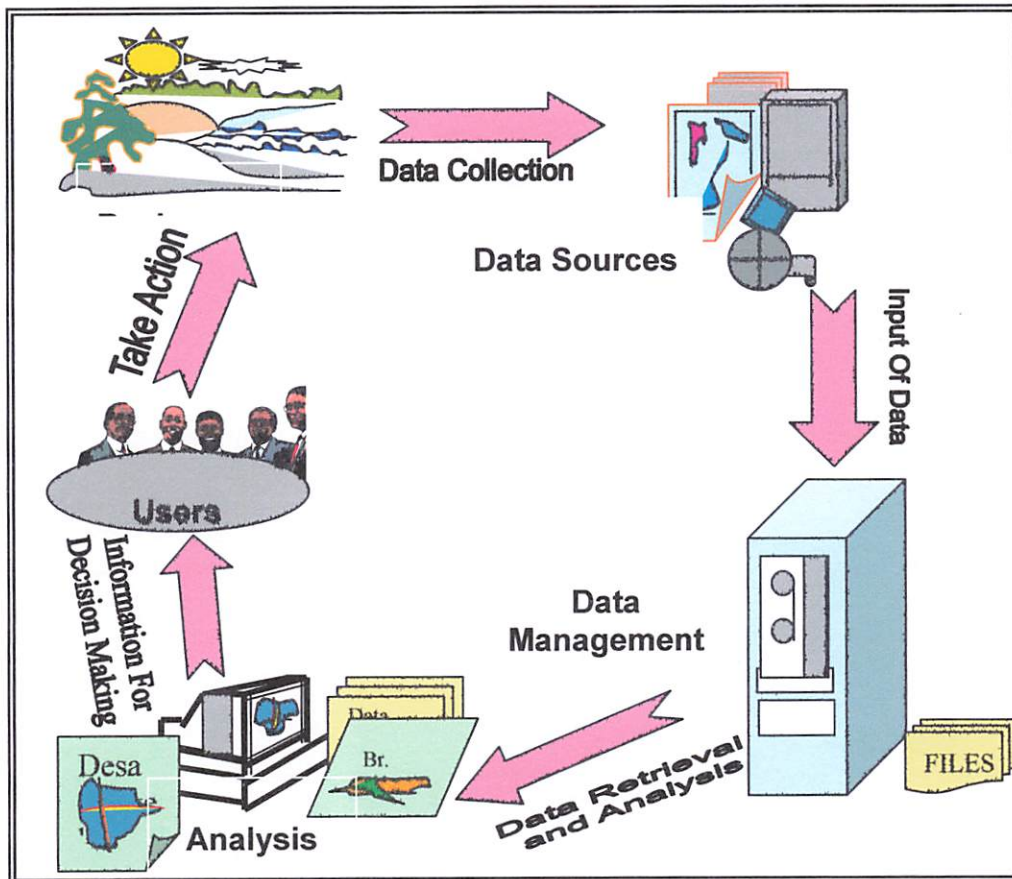 Data Collection
Data Sources
Input Of Data
Take Action
Users
Information For
Decision Making
Data
Management
Data
Br.
Desa
FILES
Data Retrieval
and Analysis
Analysis